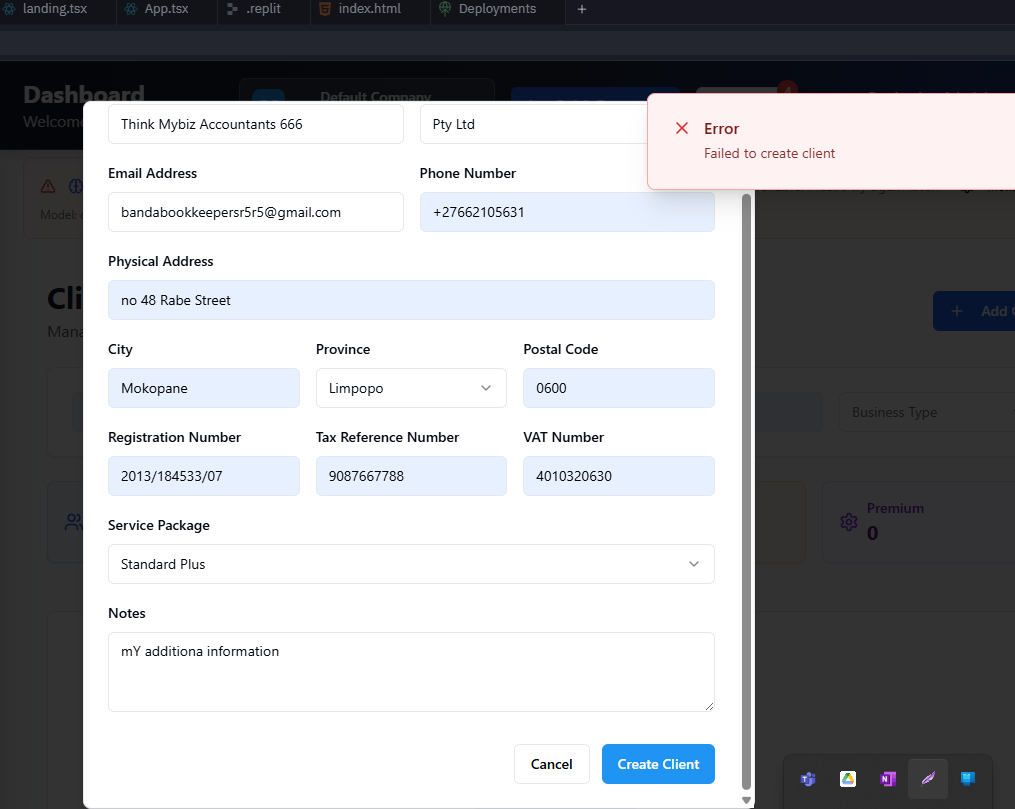 landing.tsx App.tsx .replit index.html Deployments +
Dashboard Default Company 4
Welcome
Error
Failed to create client
Think Mybiz Accountants 666 Pty Ltd
Email Address Phone Number
bandabookkeepersr5r5@gmail.com +27662105631
Model:
Physical Address
no 48 Rabe Street
Cli + Add
Mana
City Province Postal Code
Mokopane Limpopo 0600
Business Type
Registration Number Tax Reference Number VAT Number
2013/184533/07 9087667788 4010320630
Premium
0
Service Package
Standard Plus
Notes
mY additiona information
Cancel Create Client